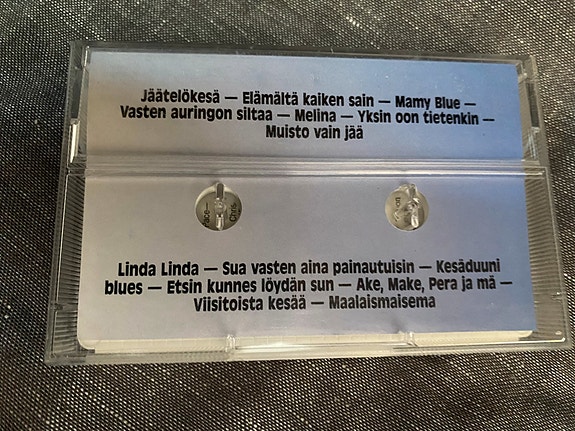 Jäätelökesä — Elämältä kaiken sain — Mamy Blue —
Vasten auringon siltaa — Melina — Yksin oon tietenkin —
Muisto vain jää
Linda Linda — Sua vasten aina painautuisin — Kesäduuni
blues — Etsin kunnes löydän sun — Ake, Make, Pera ja mä —
Viisitoista kesää — Maalaismaisema